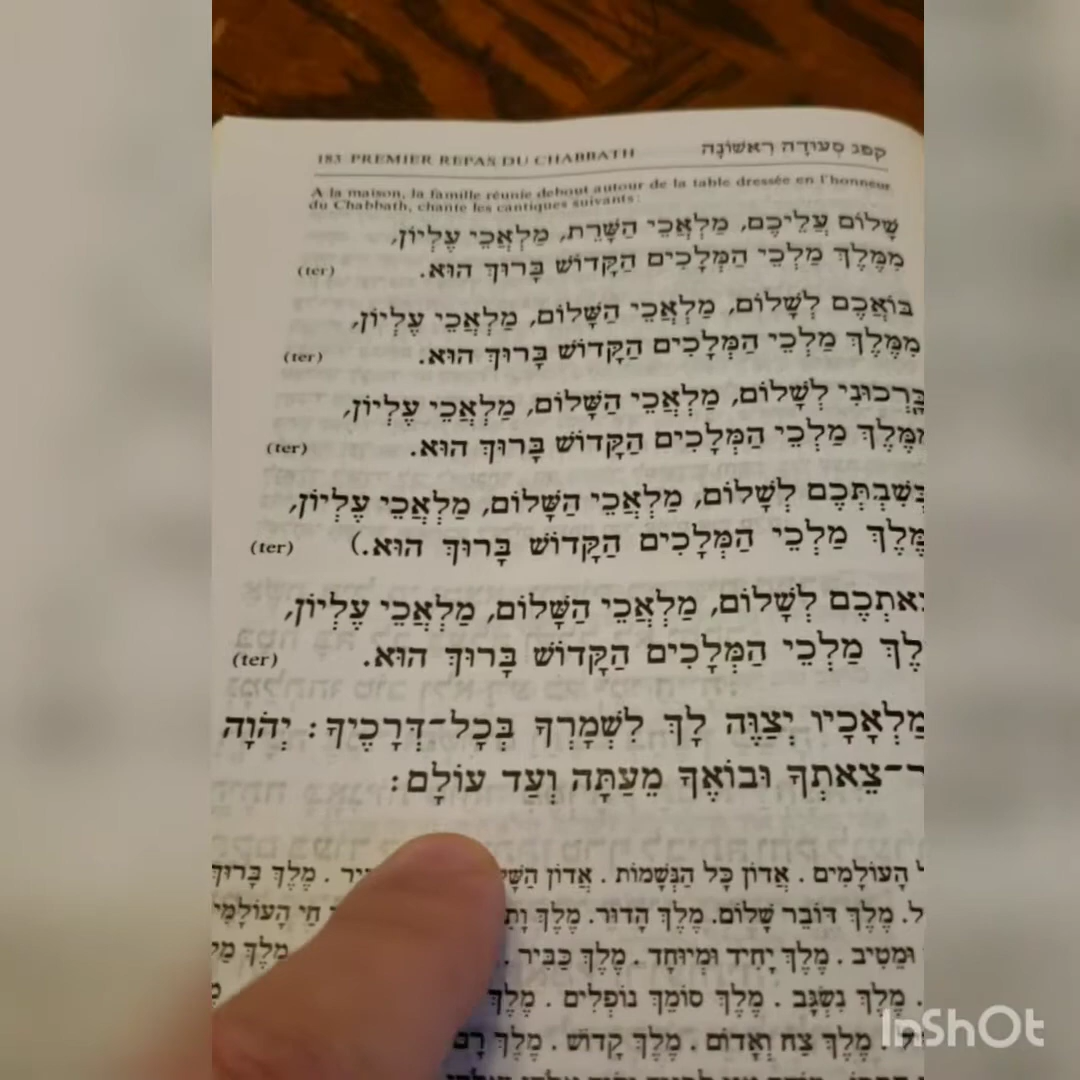 183 PREMIER REPAS DU CHABBATH קפג סְעוּדָה רִאשׁוֹנָה
A la maison, la famille réunie debout autour de la table dressée en l'honneur
du Chabbath, chante les cantiques suivants:
שָׁלוֹם עֲלֵיכֶם, מַלְאֲכֵי הַשָּׁרֵת, מַלְאֲכֵי עֶלְיוֹן,
מִמֶּלֶךְ מַלְכֵי הַמְּלָכִים הַקָּדוֹשׁ בָּרוּךְ הוּא. (ter)
בּוֹאֲכֶם לְשָׁלוֹם, מַלְאֲכֵי הַשָּׁלוֹם, מַלְאֲכֵי עֶלְיוֹן,
מִמֶּלֶךְ מַלְכֵי הַמְּלָכִים הַקָּדוֹשׁ בָּרוּךְ הוּא. (ter)
בָּרְכוּנִי לְשָׁלוֹם, מַלְאֲכֵי הַשָּׁלוֹם, מַלְאֲכֵי עֶלְיוֹן,
מִמֶּלֶךְ מַלְכֵי הַמְּלָכִים הַקָּדוֹשׁ בָּרוּךְ הוּא. (ter)
בְּשִׁבְתְּכֶם לְשָׁלוֹם, מַלְאֲכֵי הַשָּׁלוֹם, מַלְאֲכֵי עֶלְיוֹן,
מֶּלֶךְ מַלְכֵי הַמְּלָכִים הַקָּדוֹשׁ בָּרוּךְ הוּא.) (ter)
אתְכֶם לְשָׁלוֹם, מַלְאֲכֵי הַשָּׁלוֹם, מַלְאֲכֵי עֶלְיוֹן,
לֶךְ מַלְכֵי הַמְּלָכִים הַקָּדוֹשׁ בָּרוּךְ הוּא. (ter)
מַלְאָכָיו יְצַוֶּה לָּךְ לִשְׁמָרְךָ בְּכָל־דְּרָכֶיךָ: יְהֹוָה
ר־צֵאתְךָ וּבוֹאֶךָ מֵעַתָּה וְעַד עוֹלָם:
הָעוֹלָמִים. אֲדוֹן כָּל הַנְּשָׁמוֹת. אֲדוֹן מֶלֶךְ בָּרוּךְ
מֶלֶךְ דּוֹבֵר שָׁלוֹם. מֶלֶךְ הָדוּר. מֶלֶךְ חַי הָעוֹלָמִי
וּמֵטִיב. מֶלֶךְ יָחִיד וּמְיוּחָד. מֶלֶךְ כַּבִּיר. מֶלֶךְ
מֶלֶךְ נִשְׂגָּב. מֶלֶךְ סוֹמֵךְ נוֹפְלִים. מֶלֶךְ
מֶלֶךְ צַח וְאָדוֹם. מֶלֶךְ קָדוֹשׁ. מֶלֶךְ רָם
InShOt